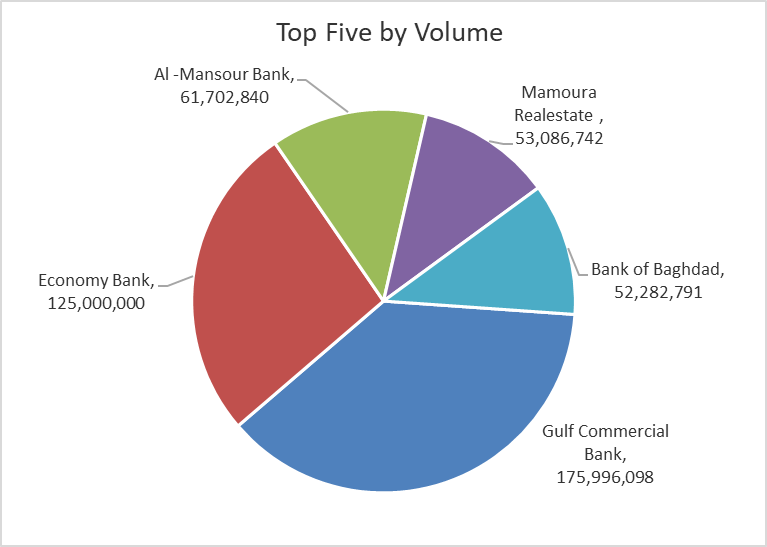 Top Five by Volume
Al -Mansour Bank,
61,702,840
Mamoura
Realestate ,
53,086,742
Economy Bank,
125,000,000
Bank of Baghdad,
52,282,791
Gulf Commercial
Bank,
175,996,098